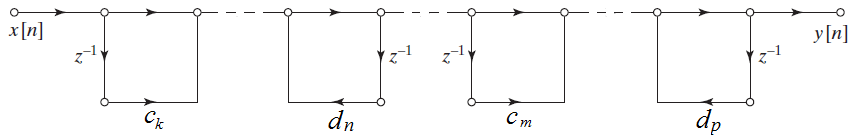 x[n] y[n]
z⁻¹ z⁻¹ z⁻¹ z⁻¹
c_k d_n c_m d_p